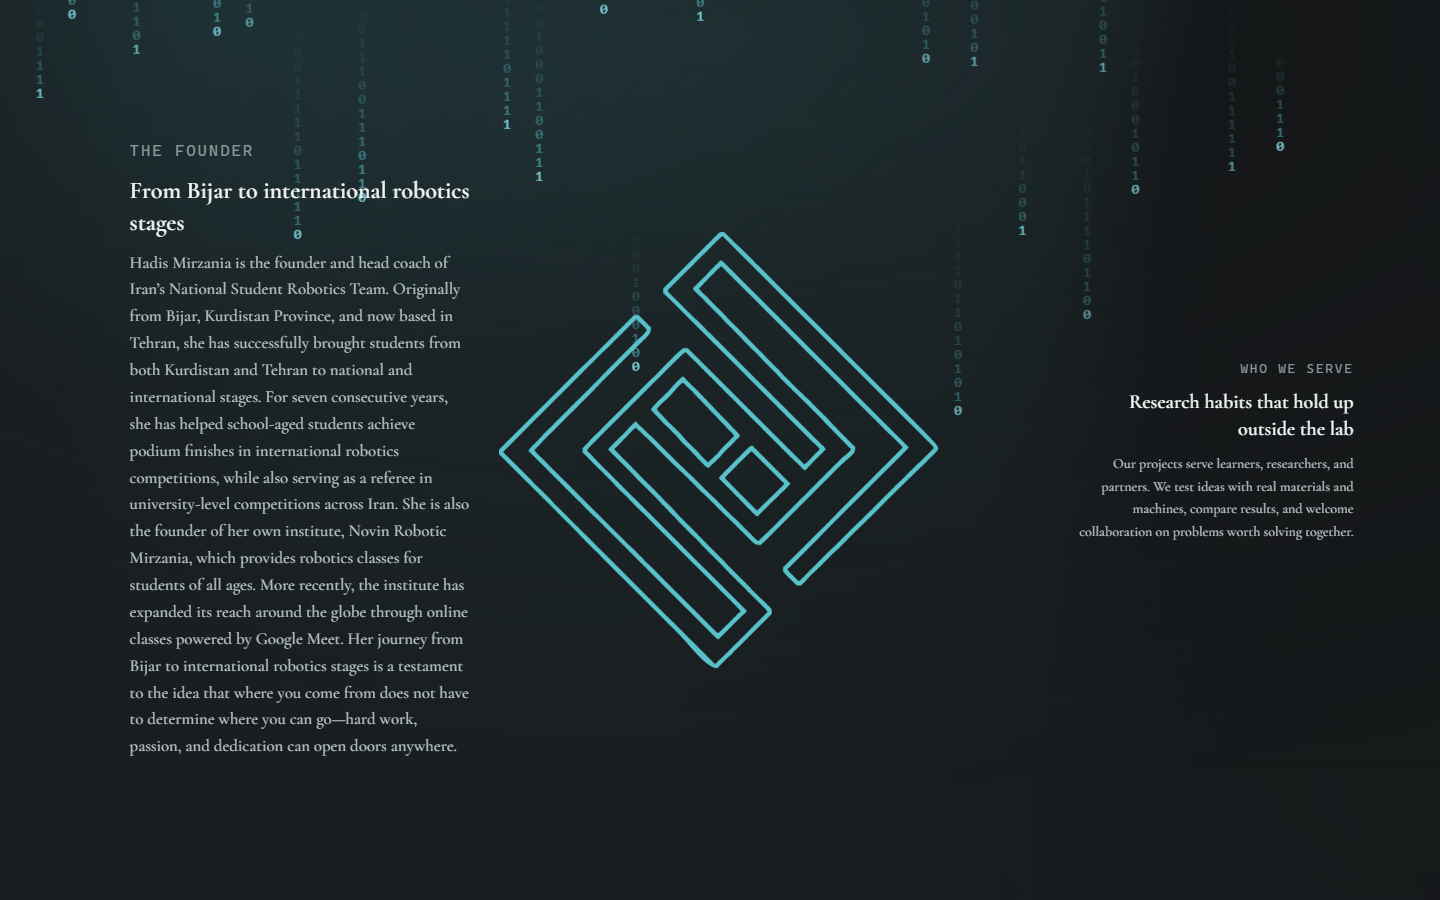 THE FOUNDER
From Bijar to international robotics
stages
Hadis Mirzania is the founder and head coach of
Iran’s National Student Robotics Team. Originally
from Bijar, Kurdistan Province, and now based in
Tehran, she has successfully brought students from
both Kurdistan and Tehran to national and
international stages. For seven consecutive years,
she has helped school-aged students achieve
podium finishes in international robotics
competitions, while also serving as a referee in
university-level competitions across Iran. She is also
the founder of her own institute, Novin Robotic
Mirzania, which provides robotics classes for
students of all ages. More recently, the institute has
expanded its reach around the globe through online
classes powered by Google Meet. Her journey from
Bijar to international robotics stages is a testament
to the idea that where you come from does not have
to determine where you can go—hard work,
passion, and dedication can open doors anywhere.
WHO WE SERVE
Research habits that hold up
outside the lab
Our projects serve learners, researchers, and
partners. We test ideas with real materials and
machines, compare results, and welcome
collaboration on problems worth solving together.